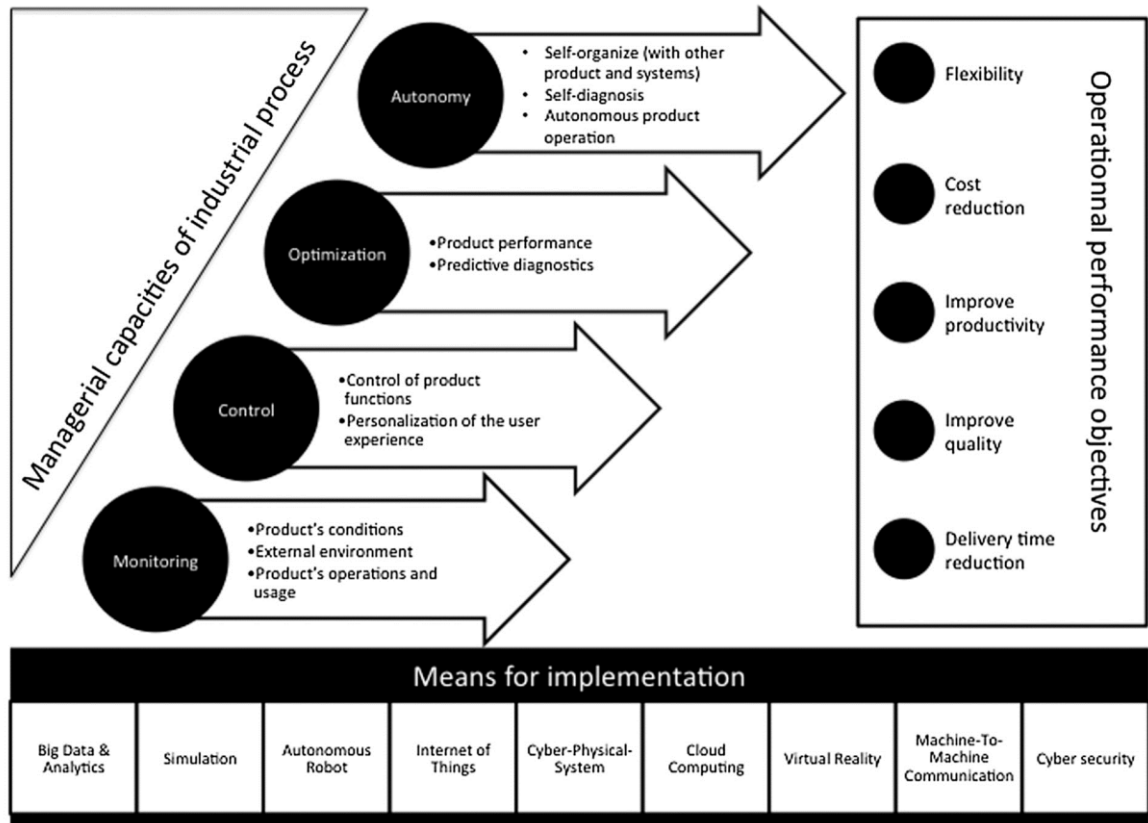 Managerial capacities of industrial process
Autonomy
• Self-organize (with other
product and systems)
• Self-diagnosis
• Autonomous product
operation
Optimization
•Product performance
•Predictive diagnostics
Control
•Control of product
functions
•Personalization of the user
experience
Monitoring
•Product's conditions
•External environment
•Product's operations and
usage
Operationnal performance objectives
Flexibility
Cost
reduction
Improve
productivity
Improve
quality
Delivery time
reduction
Means for implementation
Big Data &
Analytics
Simulation
Autonomous
Robot
Internet of
Things
Cyber-Physical-
System
Cloud
Computing
Virtual Reality
Machine-To-
Machine
Communication
Cyber security